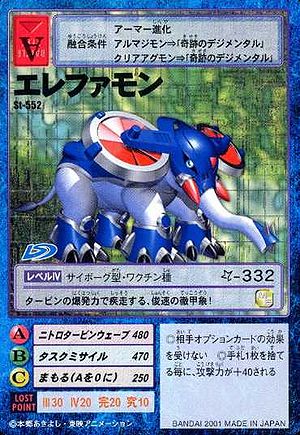 A
アーマー進化
融合条件 アルマジモン⇒「奇跡のデジメンタル」
クリアアグモン⇒「奇跡のデジメンタル」
エレファモン
St-552
レベルIV サイボーグ型・ワクチン種
-332
タービンの爆発力で疾走する、俊速の徹甲象!
A ニトロタービンウェーブ 480
B タスクミサイル 470
C まもる(Aを0に) 250
○相手オプションカードの効果
を受けない ○手札1枚を捨て
る毎に、攻撃力が+40される
LOST
POINT III30 IV20 完20 究10
©本郷あきよし・東映アニメーション
BANDAI 2001 MADE IN JAPAN